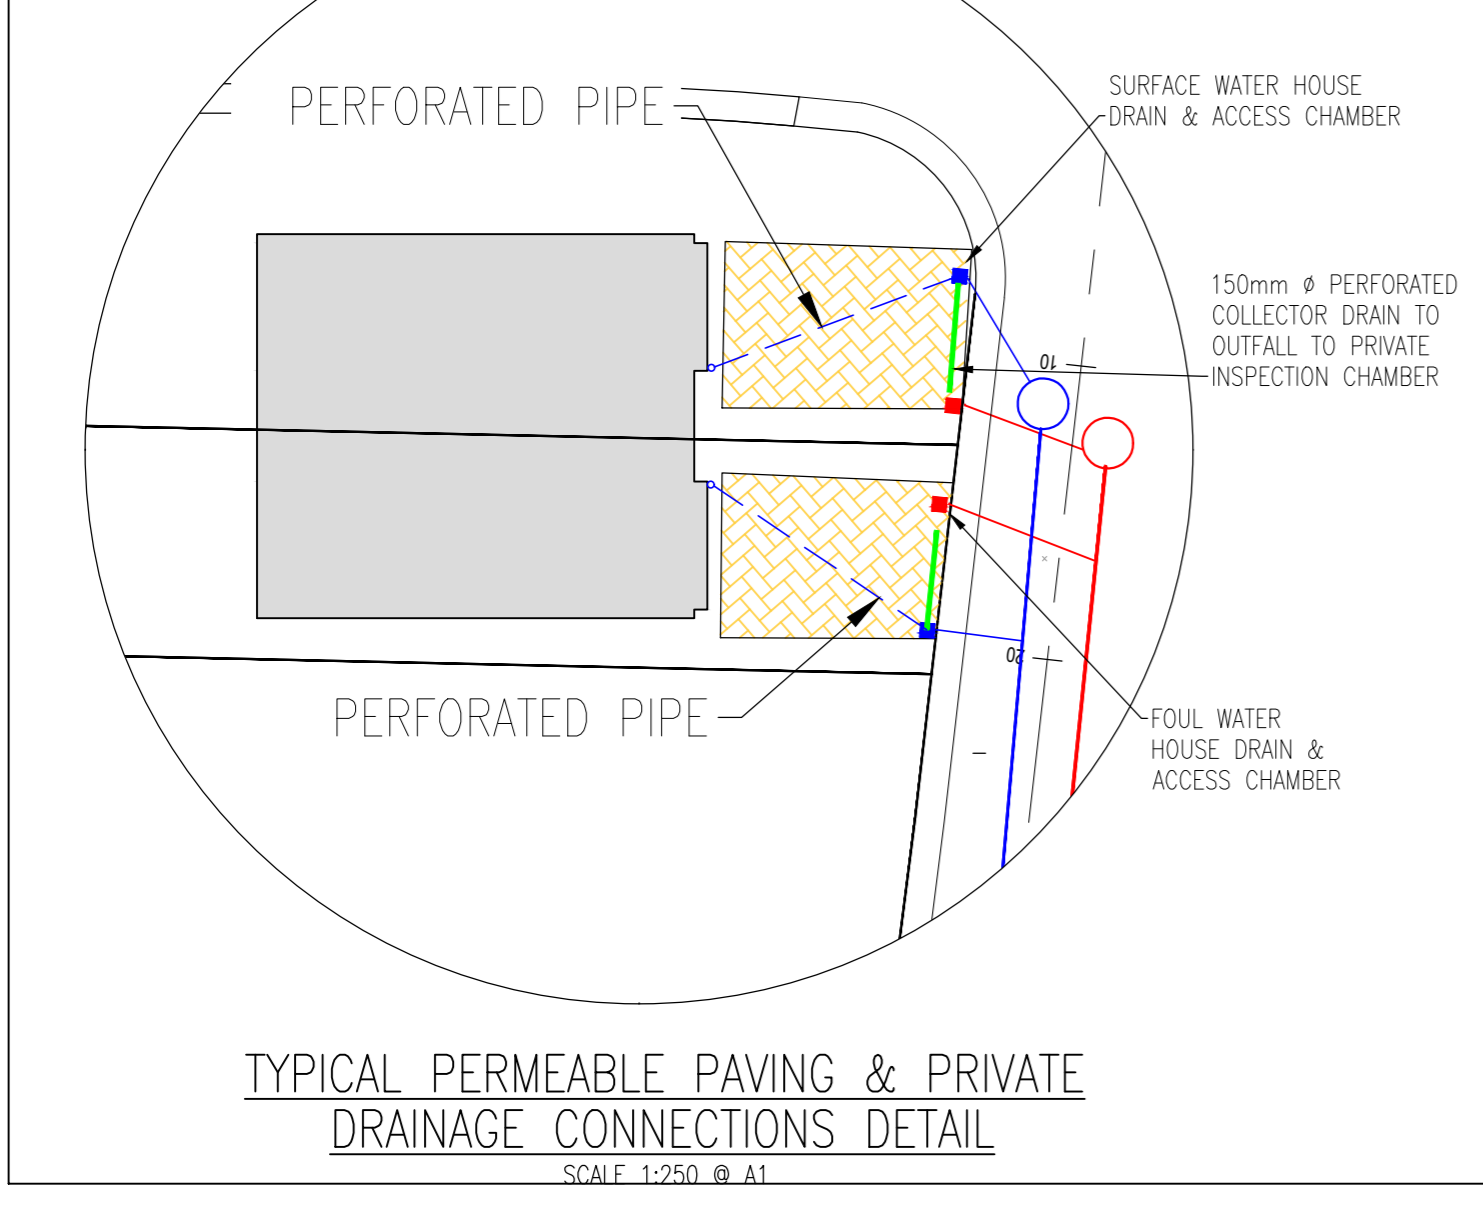 PERFORATED PIPE
SURFACE WATER HOUSE
DRAIN & ACCESS CHAMBER
150mm ø PERFORATED
COLLECTOR DRAIN TO
OUTFALL TO PRIVATE
INSPECTION CHAMBER
10
20
PERFORATED PIPE
FOUL WATER
HOUSE DRAIN &
ACCESS CHAMBER
TYPICAL PERMEABLE PAVING & PRIVATE
DRAINAGE CONNECTIONS DETAIL
SCALE 1:250 @ A1